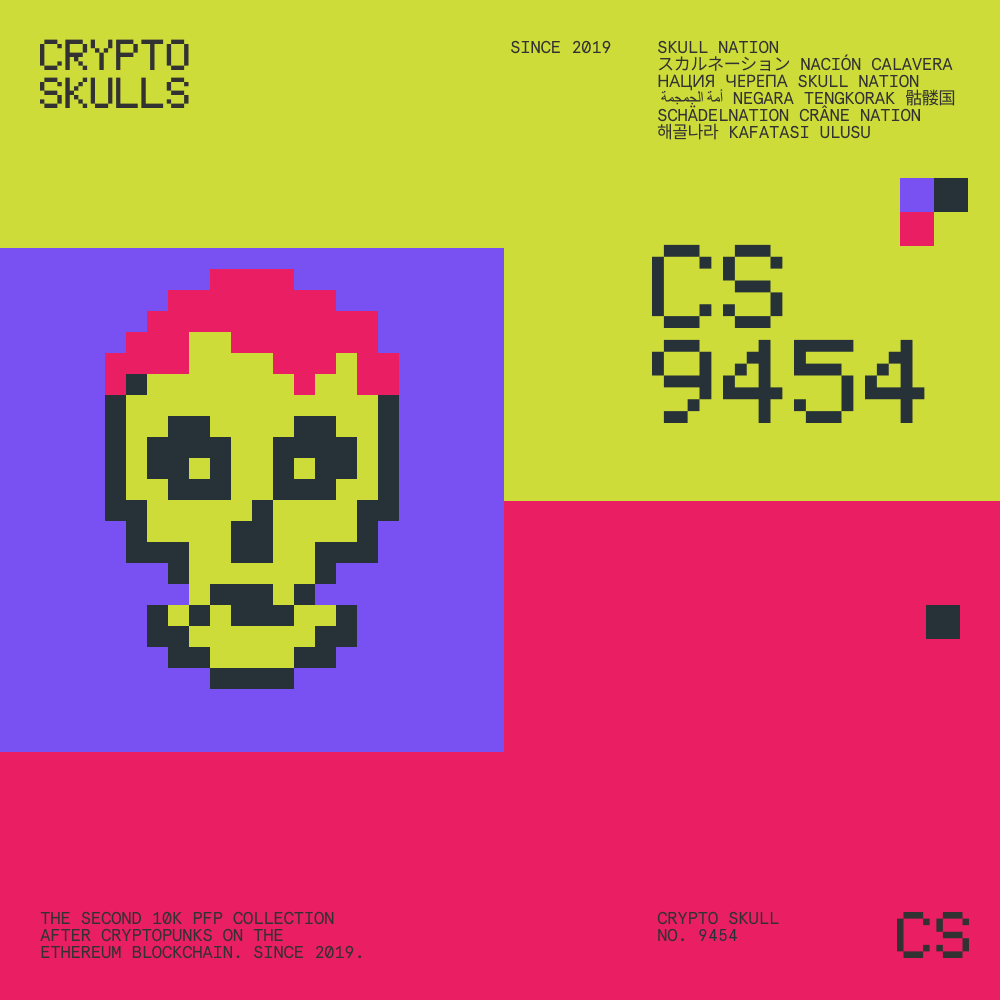 CRYPTO
SKULLS
SINCE 2019
SKULL NATION
スカルネーション NACIÓN CALAVERA
НАЦИЯ ЧЕРЕПА SKULL NATION
أمة الجمجمة NEGARA TENGKORAK 骷髅国
SCHÄDELNATION CRÂNE NATION
해골나라 KAFATASI ULUSU
CS
9454
THE SECOND 10K PFP COLLECTION
AFTER CRYPTOPUNKS ON THE
ETHEREUM BLOCKCHAIN. SINCE 2019.
CRYPTO SKULL
NO. 9454
CS